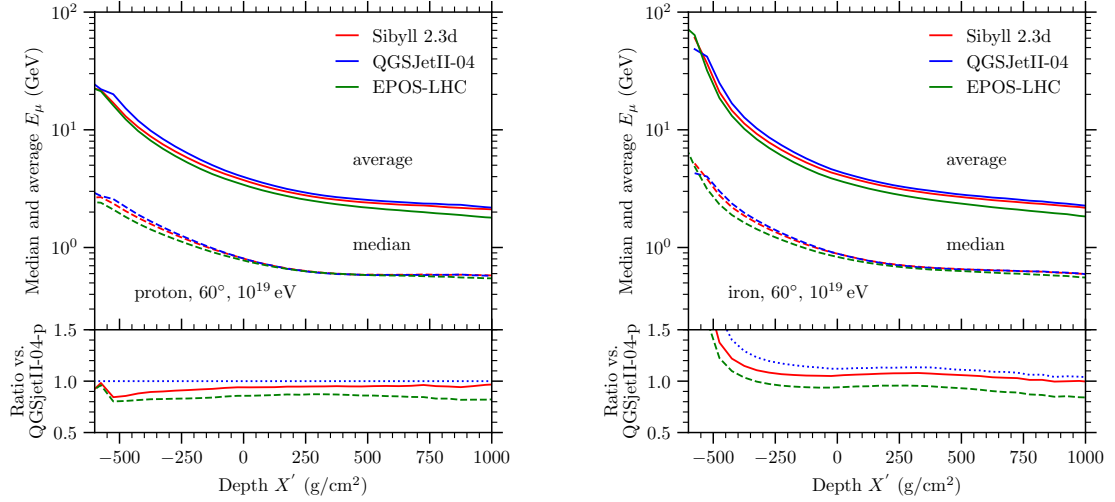 10²
10¹
10⁰
Median and average Eμ (GeV)
Sibyll 2.3d
QGSJetII-04
EPOS-LHC
average
median
proton, 60°, 10¹⁹ eV
1.5
1.0
0.5
Ratio vs.
QGSjetII-04-p
−500 −250 0 250 500 750 1000
Depth X′ (g/cm²)
10²
10¹
10⁰
Median and average Eμ (GeV)
Sibyll 2.3d
QGSJetII-04
EPOS-LHC
average
median
iron, 60°, 10¹⁹ eV
1.5
1.0
0.5
Ratio vs.
QGSjetII-04-p
−500 −250 0 250 500 750 1000
Depth X′ (g/cm²)